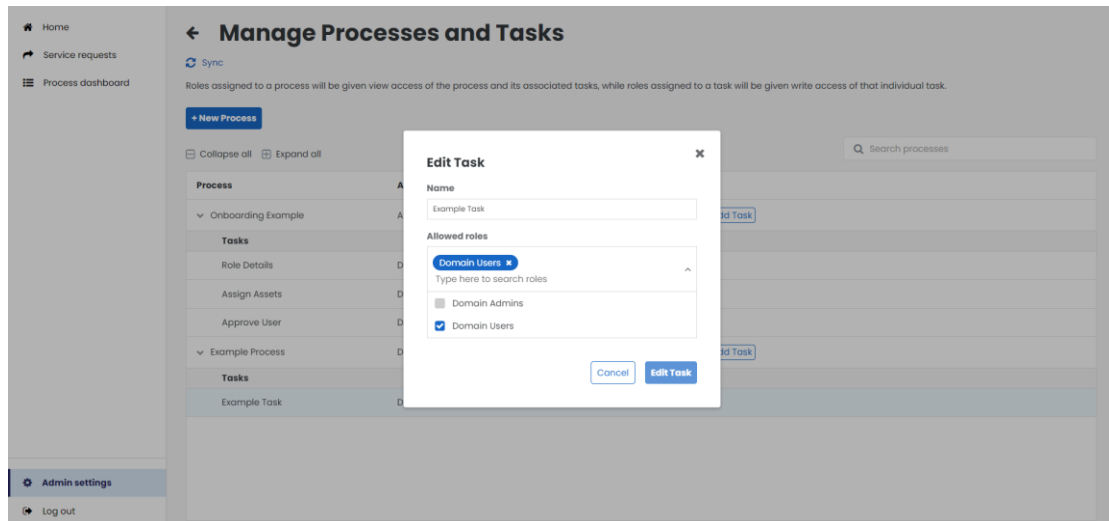 Home
Service requests
Process dashboard
Admin settings
Log out
Manage Processes and Tasks
Sync
Roles assigned to a process will be given view access of the process and its associated tasks, while roles assigned to a task will be given write access of that individual task.
+ New Process
Collapse all Expand all
Search processes
Process A
Onboarding Example A dd Task
Tasks
Role Details D
Assign Assets D
Approve User D
Example Process D dd Task
Tasks
Example Task D
Edit Task
Name
Example Task
Allowed roles
Domain Users
Type here to search roles
Domain Admins
Domain Users
Cancel Edit Task